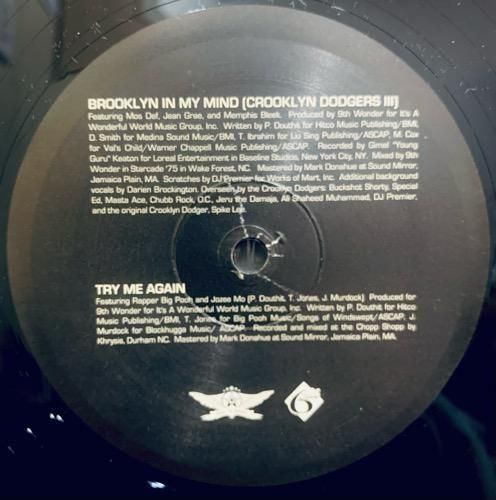 BROOKLYN IN MY MIND (CROOKLYN DODGERS III)
Featuring Mos Def, Jean Grae, and Memphis Bleek. Produced by 9th Wonder for It's A
Wonderful World Music Group, Inc. Written by P. Douthit for Hitco Music Publishing/BMI,
D. Smith for Medina Sound Music/BMI, T. Ibrahim for Liu Sing Publishing/ASCAP, M. Cox
for Val's Child/Warner Chappell Music Publishing/ASCAP. Recorded by Gimel "Young
Guru" Keaton for Loreal Entertainment in Baseline Studios, New York City, NY. Mixed by 9th
Wonder in Starcade '75 in Wake Forest, NC. Mastered by Mark Donahue at Sound Mirror,
Jamaica Plain, MA. Scratches by DJ Premier for Works of Mart, Inc. Additional background
vocals by Darien Brockington. Overseen by the Crooklyn Dodgers: Buckshot Shorty, Special
Ed, Masta Ace, Chubb Rock, O.C., Jeru the Damaja, Ali Shaheed Muhammad, DJ Premier,
and the original Crooklyn Dodger, Spike Lee.
TRY ME AGAIN
Featuring Rapper Big Pooh and Jozee Mo (P. Douthit, T. Jones, J. Murdock) Produced for
9th Wonder for It's A Wonderful World Music Group, Inc. Written by P. Douthit for Hitco
Music Publishing/BMI, T. Jones for Big Pooh Music/Songs of Windswept/ASCAP, J.
Murdock for Blockhugga Music/ ASCAP. Recorded and mixed at the Chopp Shopp by
Khrysis, Durham NC. Mastered by Mark Donahue at Sound Mirror, Jamaica Plain, MA.
6